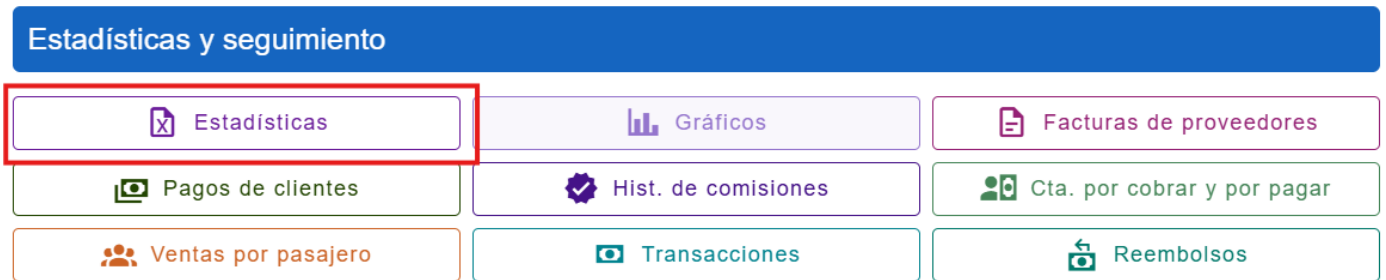 Estadísticas y seguimiento
Estadísticas
Gráficos
Facturas de proveedores
Pagos de clientes
Hist. de comisiones
Cta. por cobrar y por pagar
Ventas por pasajero
Transacciones
Reembolsos